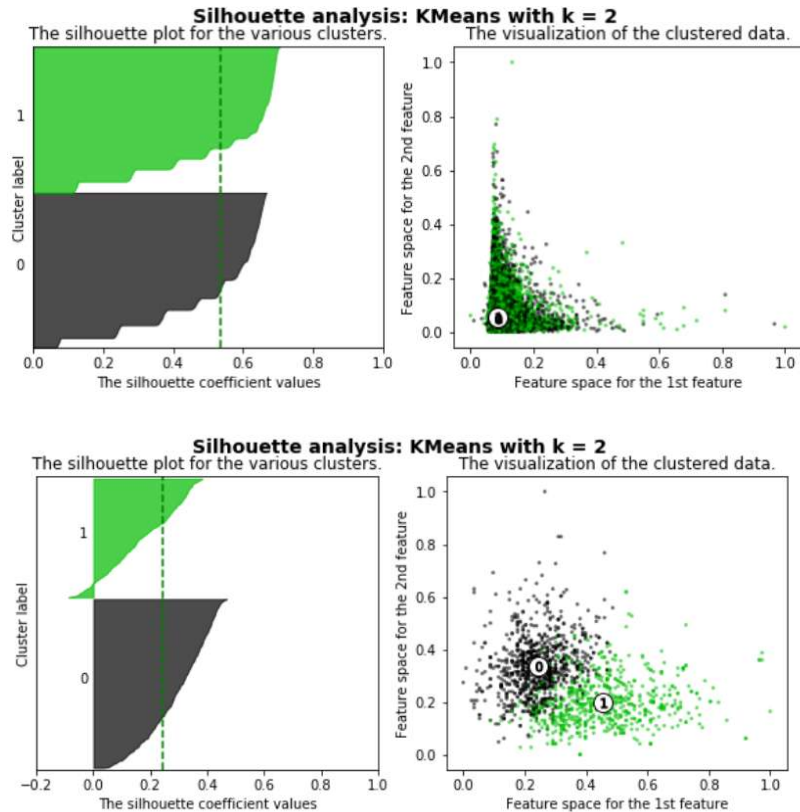 Silhouette analysis: KMeans with k = 2
The silhouette plot for the various clusters.
Cluster label
1
0
0.0 0.2 0.4 0.6 0.8 1.0
The silhouette coefficient values
The visualization of the clustered data.
Feature space for the 2nd feature
1.0
0.8
0.6
0.4
0.2
0.0
0.0 0.2 0.4 0.6 0.8 1.0
Feature space for the 1st feature
Silhouette analysis: KMeans with k = 2
The silhouette plot for the various clusters.
Cluster label
1
0
−0.2 0.0 0.2 0.4 0.6 0.8 1.0
The silhouette coefficient values
The visualization of the clustered data.
Feature space for the 2nd feature
1.0
0.8
0.6
0.4
0.2
0.0
0
1
0.0 0.2 0.4 0.6 0.8 1.0
Feature space for the 1st feature